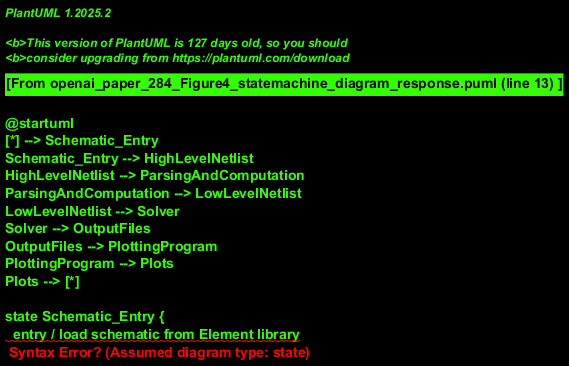 PlantUML 1.2025.2
<b>This version of PlantUML is 127 days old, so you should
<b>consider upgrading from https://plantuml.com/download
[From openai_paper_284_Figure4_statemachine_diagram_response.puml (line 13) ]
@startuml
[*] --> Schematic_Entry
Schematic_Entry --> HighLevelNetlist
HighLevelNetlist --> ParsingAndComputation
ParsingAndComputation --> LowLevelNetlist
LowLevelNetlist --> Solver
Solver --> OutputFiles
OutputFiles --> PlottingProgram
PlottingProgram --> Plots
Plots --> [*]
state Schematic_Entry {
entry / load schematic from Element library
Syntax Error? (Assumed diagram type: state)